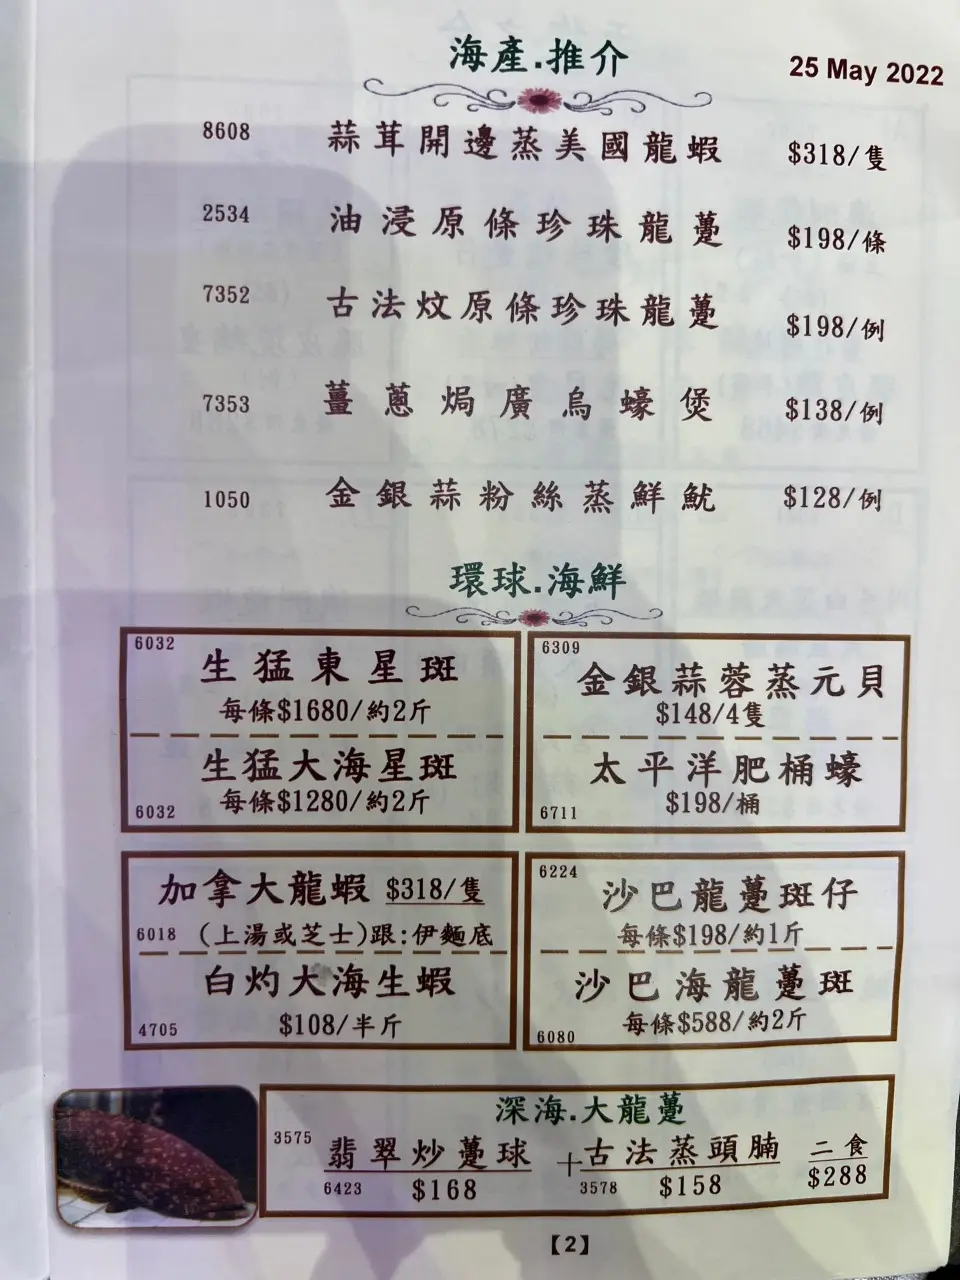 海產.推介
25 May 2022
8608 蒜茸開邊蒸美國龍蝦 $318/隻
2534 油浸原條珍珠龍躉 $198/條
7352 古法炆原條珍珠龍躉 $198/例
7353 薑蔥焗廣烏蠔煲 $138/例
1050 金銀蒜粉絲蒸鮮魷 $128/例
環球.海鮮
6032
生猛東星斑
每條$1680/約2斤
生猛大海星斑
每條$1280/約2斤
6032
6309
金銀蒜蓉蒸元貝
$148/4隻
太平洋肥桶蠔
$198/桶
6711
加拿大龍蝦 $318/隻
6018 (上湯或芝士)跟:伊麵底
白灼大海生蝦
4705 $108/半斤
6224
沙巴龍躉斑仔
每條$198/約1斤
沙巴海龍躉斑
每條$588/約2斤
6080
深海.大龍躉
3575 翡翠炒躉球 + 古法蒸頭腩 二食
6423 $168 3578 $158 $288
【2】